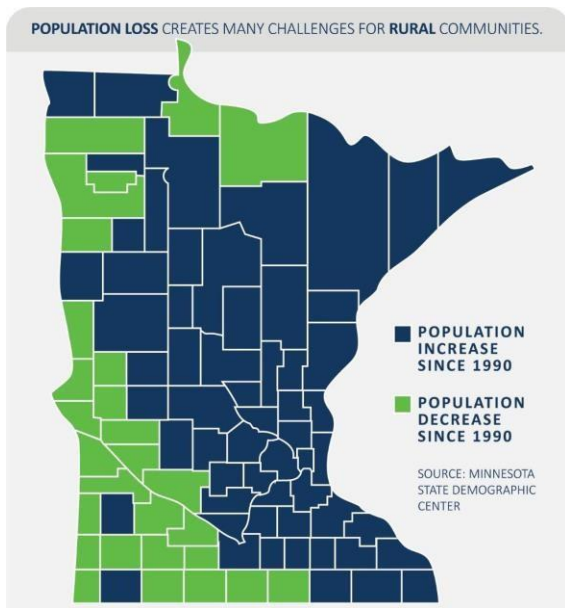 POPULATION LOSS CREATES MANY CHALLENGES FOR RURAL COMMUNITIES.
POPULATION
INCREASE
SINCE 1990
POPULATION
DECREASE
SINCE 1990
SOURCE: MINNESOTA
STATE DEMOGRAPHIC
CENTER